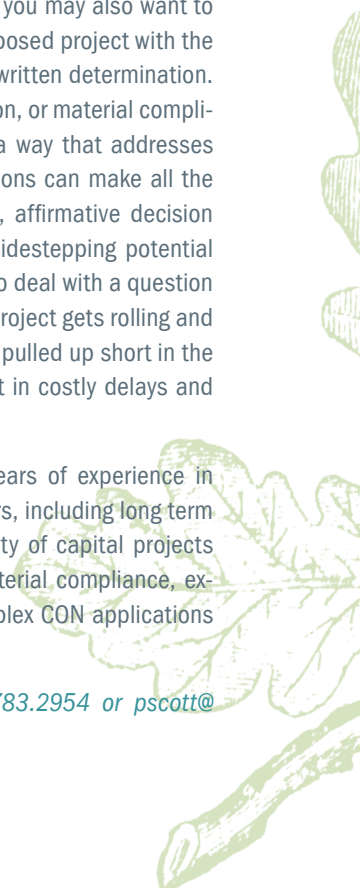 you may also want to
posed project with the
written determination.
on, or material compli-
a way that addresses
ons can make all the
, affirmative decision
idestepping potential
o deal with a question
roject gets rolling and
pulled up short in the
t in costly delays and
ears of experience in
rs, including long term
ty of capital projects
terial compliance, ex-
plex CON applications
783.2954 or pscott@